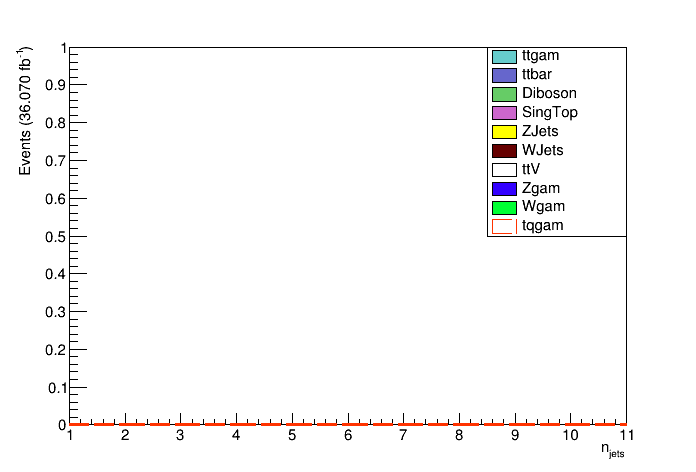 Events (36.070 fb-1)
1
0.9
0.8
0.7
0.6
0.5
0.4
0.3
0.2
0.1
0
ttgam
ttbar
Diboson
SingTop
ZJets
WJets
ttV
Zgam
Wgam
tqgam
1 2 3 4 5 6 7 8 9 10 11
njets